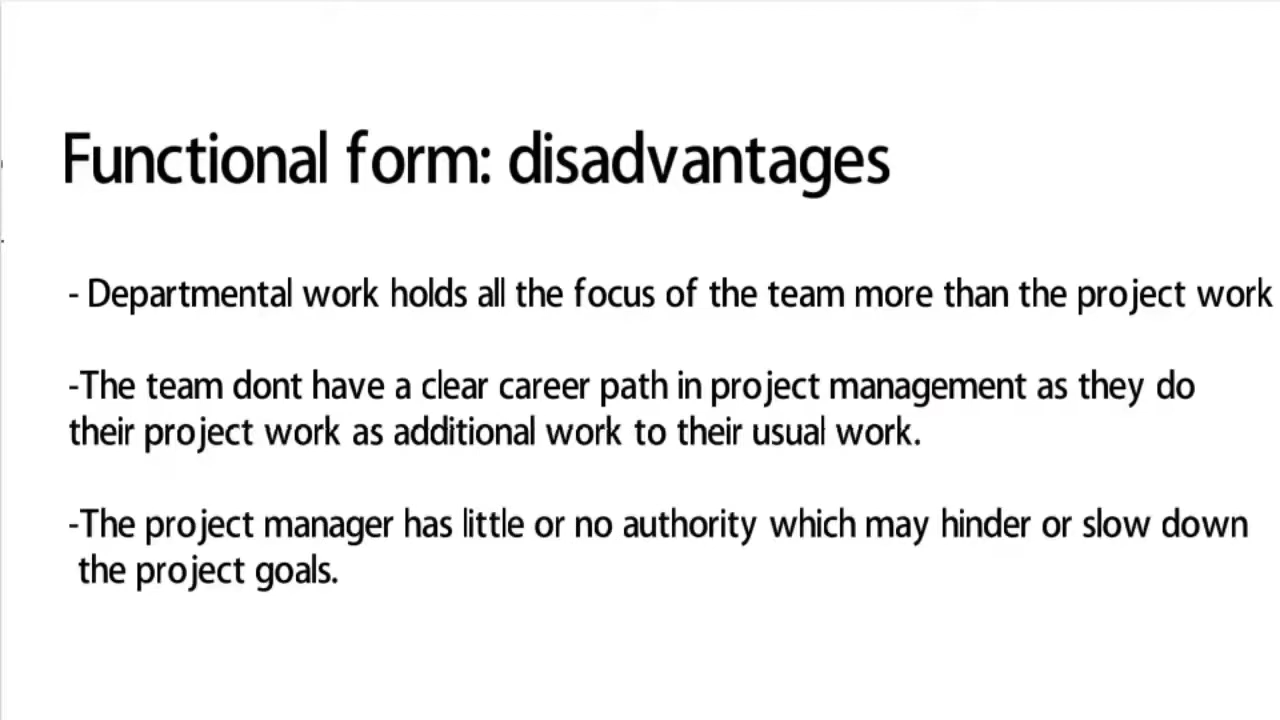 Functional form: disadvantages
- Departmental work holds all the focus of the team more than the project work
-The team dont have a clear career path in project management as they do
their project work as additional work to their usual work.
-The project manager has little or no authority which may hinder or slow down
the project goals.